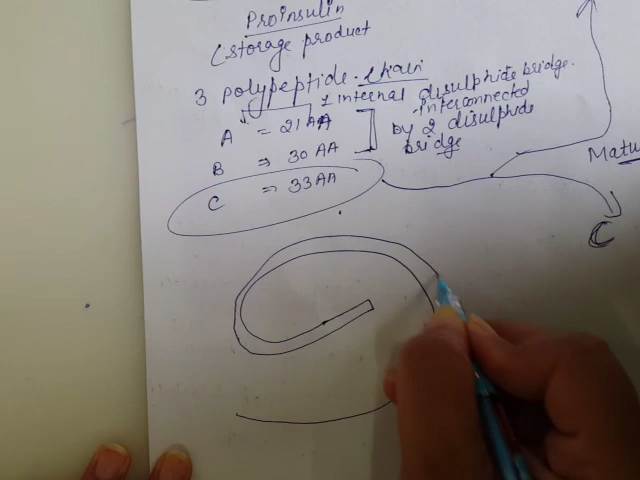 Proinsulin
(storage product
3 polypeptide chain
1 internal disulphide bridge.
A = 21 AA
interconnected
by 2 disulphide
bridge
B => 30 AA
C => 33 AA
Matu
C